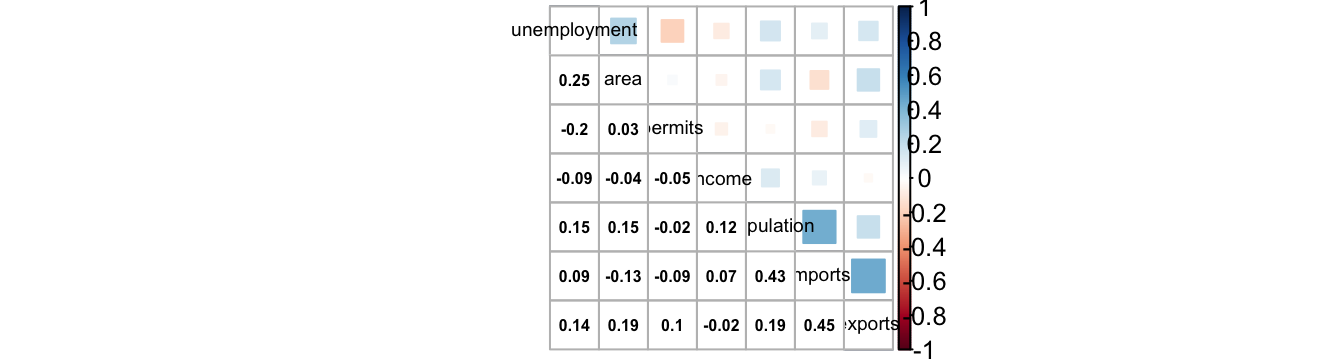 unemployment
1
0.8
0.25 area
0.6
0.4
-0.2 0.03 permits
0.2
-0.09 -0.04 -0.05 ncome
0
0.15 0.15 -0.02 0.12 pulation
-0.2
-0.4
0.09 -0.13 -0.09 0.07 0.43 mports
-0.6
0.14 0.19 0.1 -0.02 0.19 0.45 exports
-0.8
-1